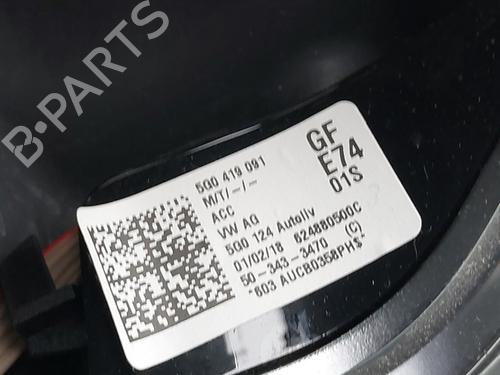 B-PARTS
GF
E74
01S
5G0 419 091
M/T/-/-
ACC
VW AG
5G0 124 Autoliv
01/02/18 624880500C
50-343-3470 (C)
*603 AUCB0358PHS*